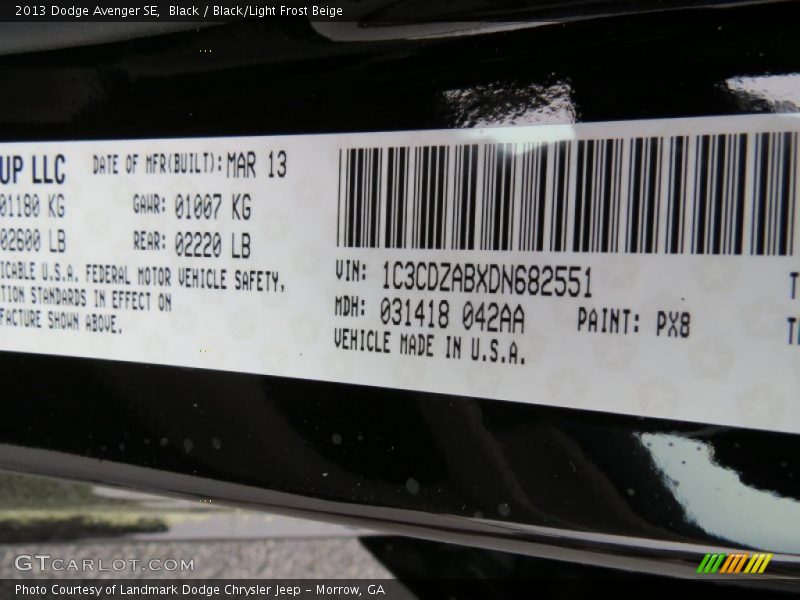 2013 Dodge Avenger SE,  Black / Black/Light Frost Beige
UP LLC DATE OF MFR(BUILT): MAR 13
01180 KG GAWR: 01007 KG
02600 LB REAR: 02220 LB
ICABLE U.S.A. FEDERAL MOTOR VEHICLE SAFETY,
TION STANDARDS IN EFFECT ON
FACTURE SHOWN ABOVE.
VIN: 1C3CDZABXDN682551
MDH: 031418 042AA PAINT: PX8
VEHICLE MADE IN U.S.A.
GTCARLOT.COM
Photo Courtesy of Landmark Dodge Chrysler Jeep – Morrow, GA